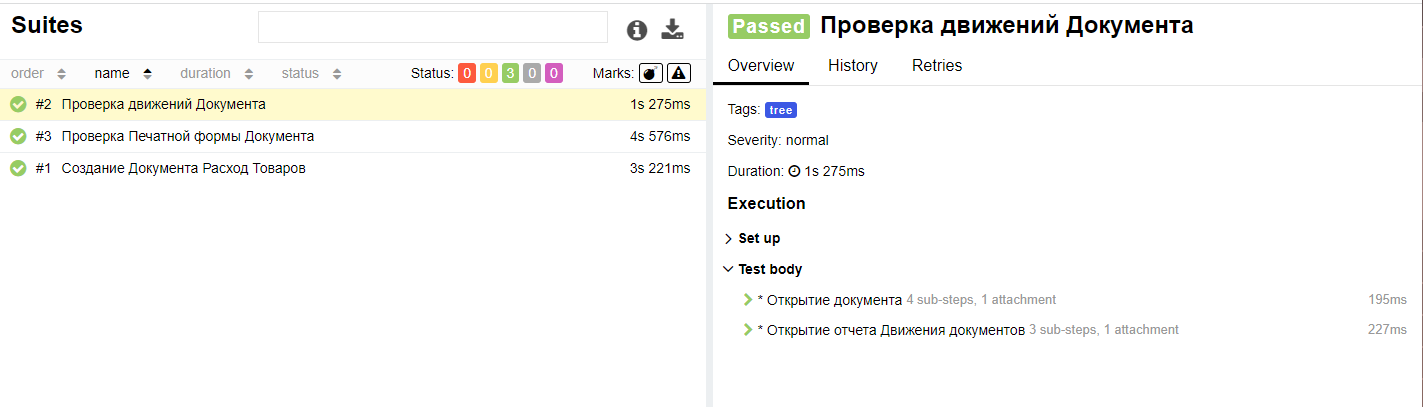 Suites
order name duration status Status: 0 0 3 0 0 Marks:
#2 Проверка движений Документа 1s 275ms
#3 Проверка Печатной формы Документа 4s 576ms
#1 Создание Документа Расход Товаров 3s 221ms
Passed Проверка движений Документа
Overview History Retries
Tags: tree
Severity: normal
Duration: 1s 275ms
Execution
Set up
Test body
* Открытие документа 4 sub-steps, 1 attachment 195ms
* Открытие отчета Движения документов 3 sub-steps, 1 attachment 227ms